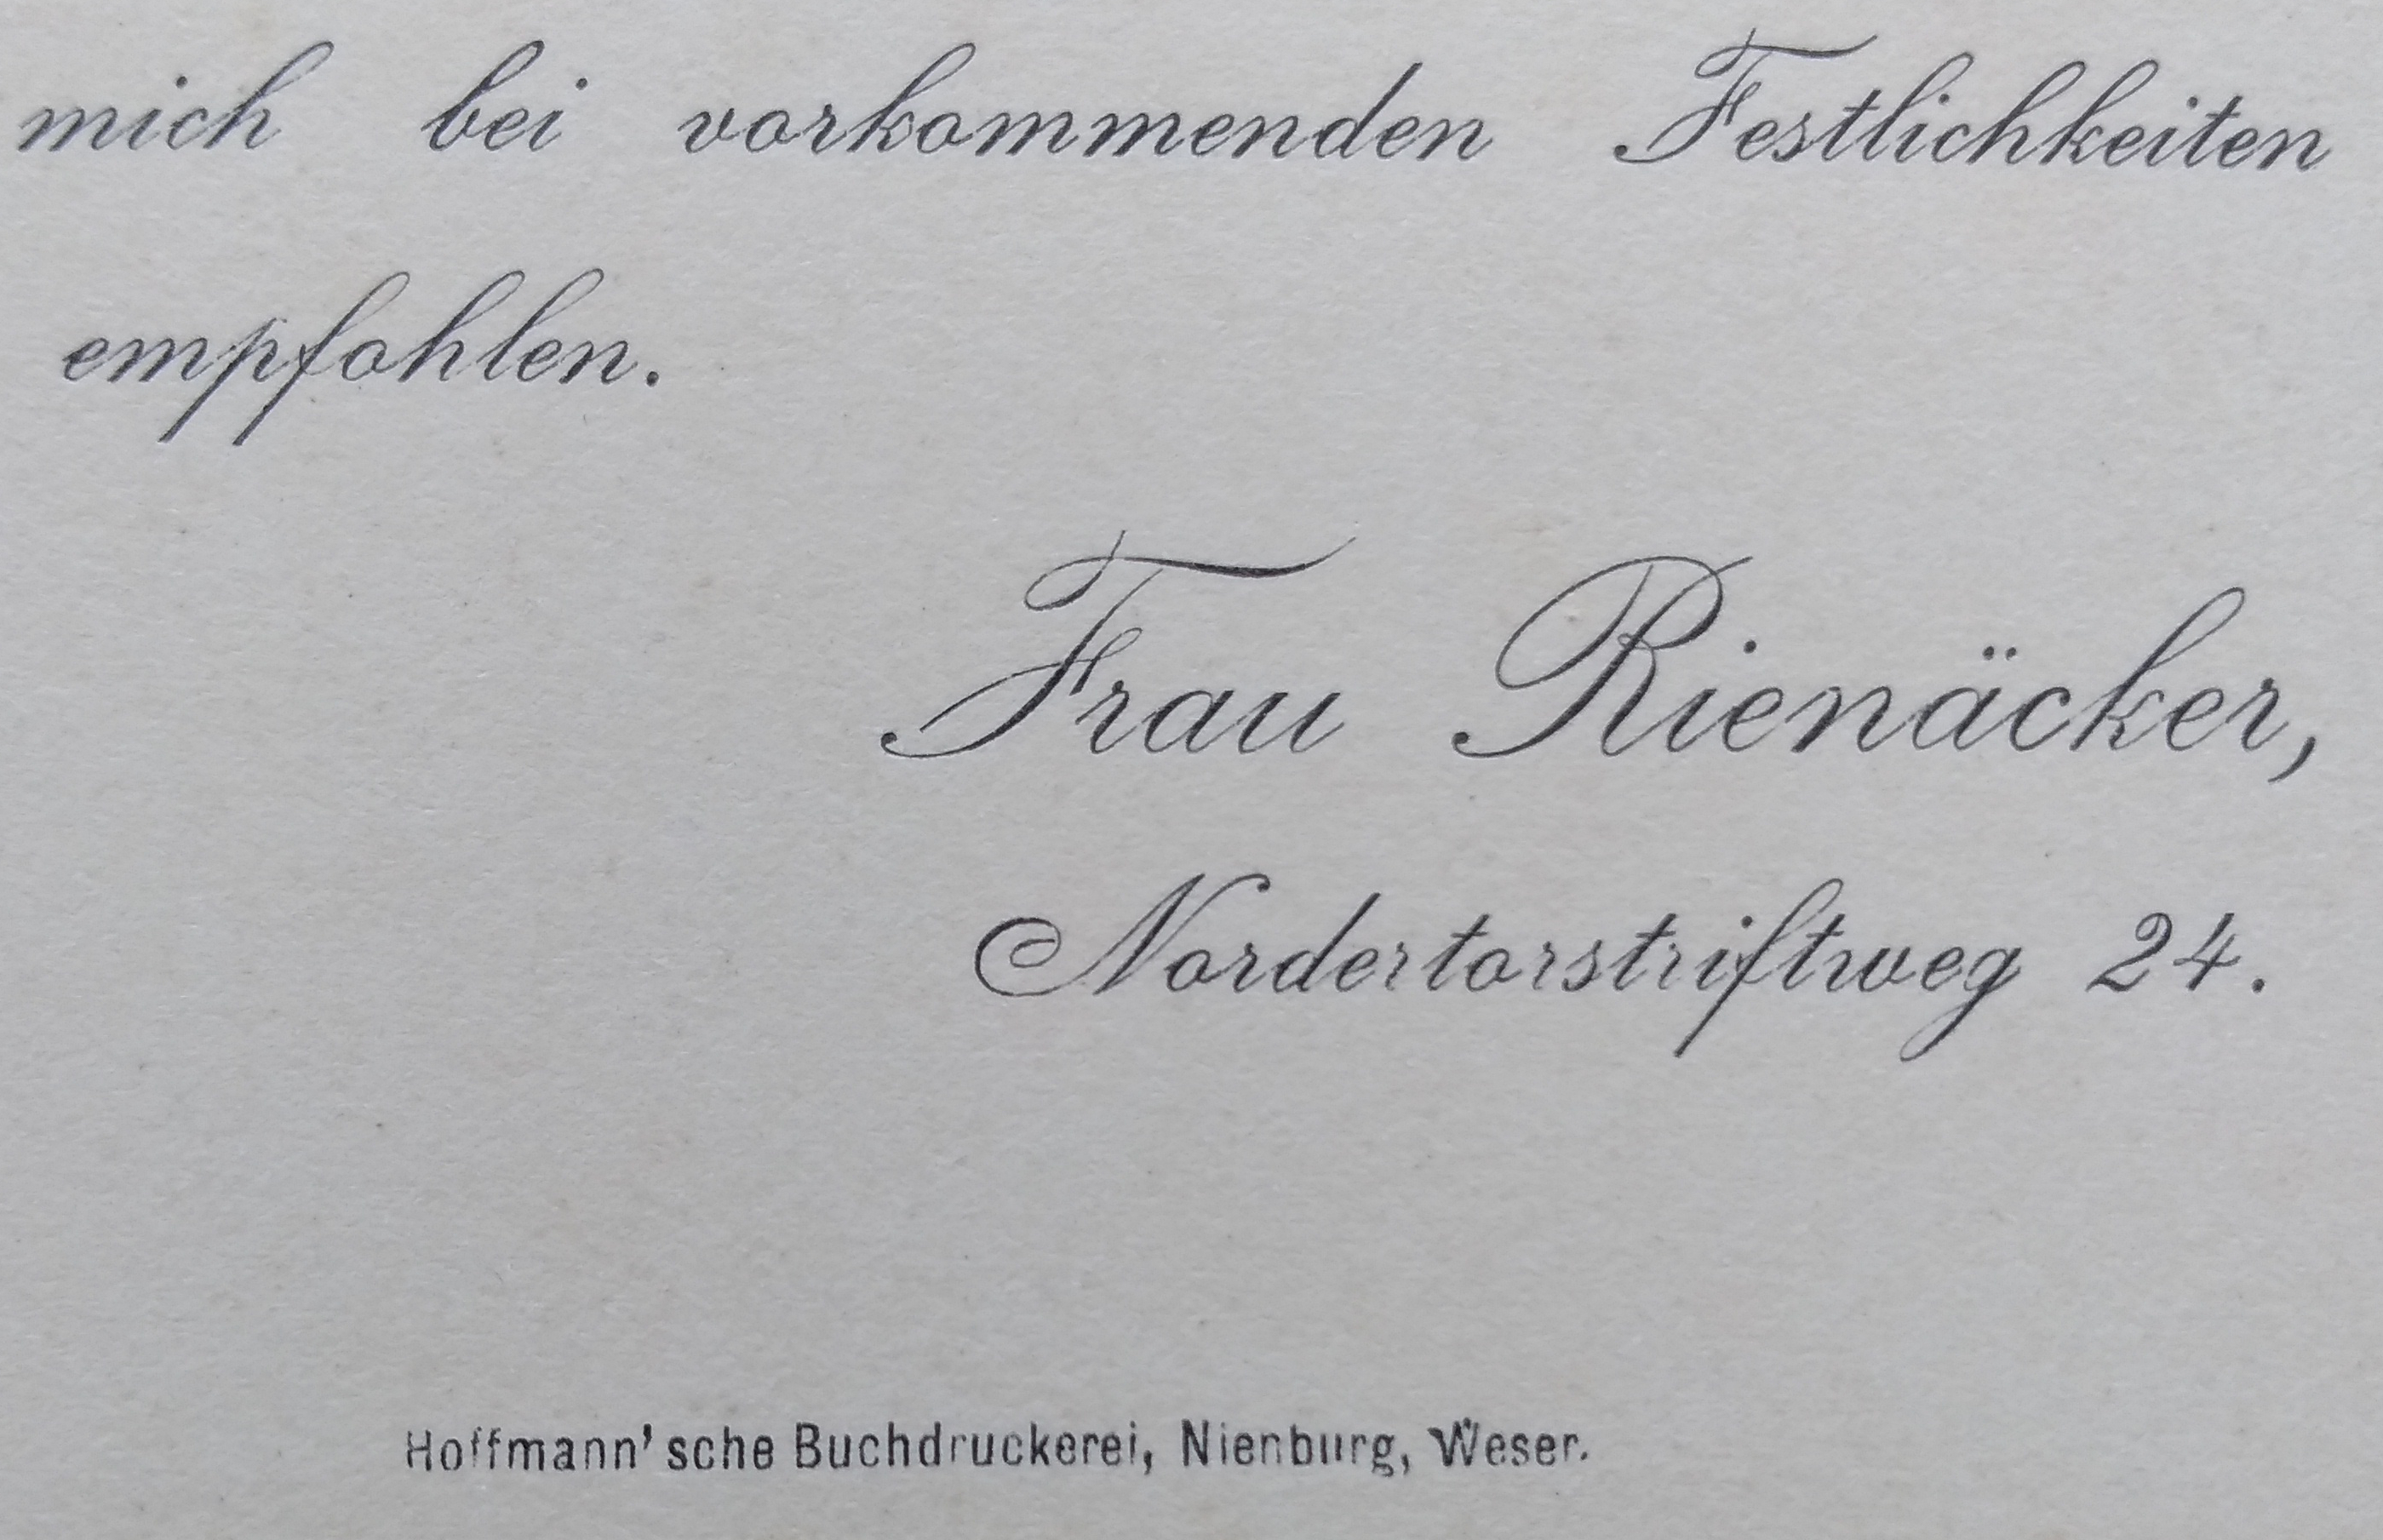 mich bei vorkommenden Festlichkeiten
empfohlen.
Frau Rienäcker,
Nordertorstriftweg 24.
Hoffmann'sche Buchdruckerei, Nienburg, Weser.